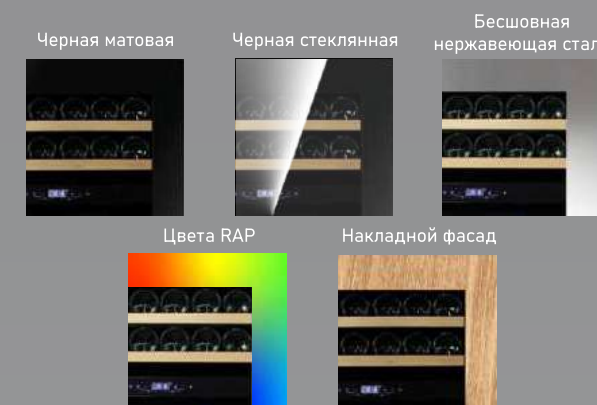 Черная матовая
Черная стеклянная
Бесшовная
нержавеющая стал
Цвета RAP
Накладной фасад